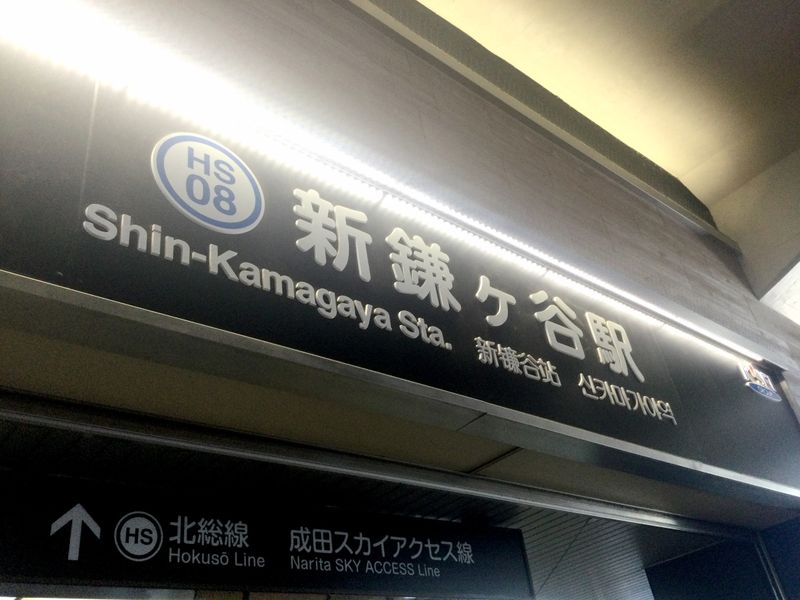 HS
08
新鎌ヶ谷駅
Shin-Kamagaya Sta.
新镰谷站 신카마가야역
HS 北総線 成田スカイアクセス線
Hokusō Line Narita SKY ACCESS Line